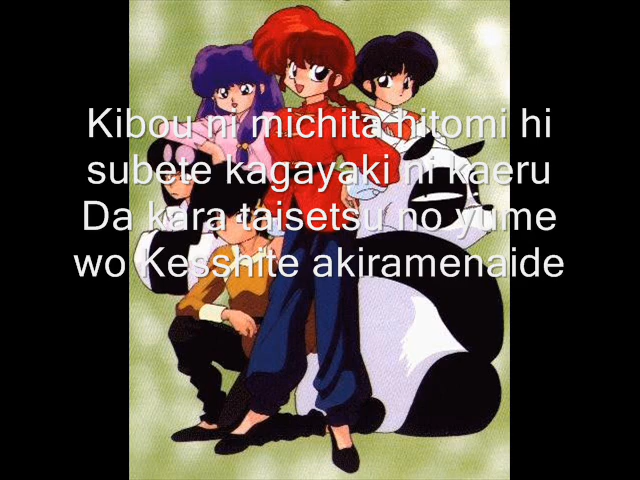 Kibou ni michita hitomi hi
subete kagayaki ni kaeru
Da kara taisetsu no yume
wo Kesshite akiramenaide